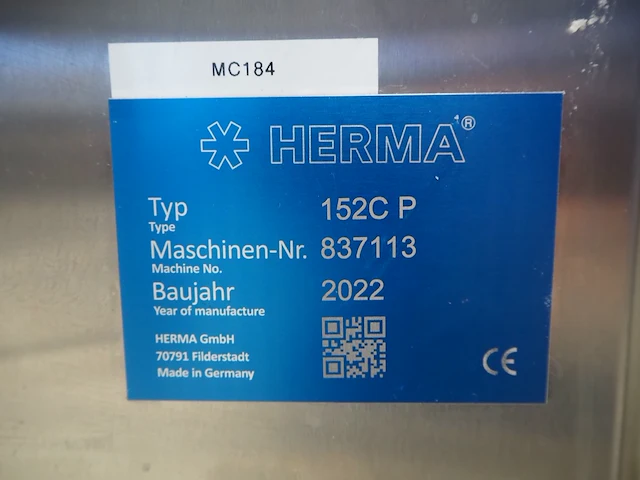 MC184
HERMA®
Typ 152C P
Type
Maschinen-Nr. 837113
Machine No.
Baujahr 2022
Year of manufacture
HERMA GmbH
70791 Filderstadt
Made in Germany
CE